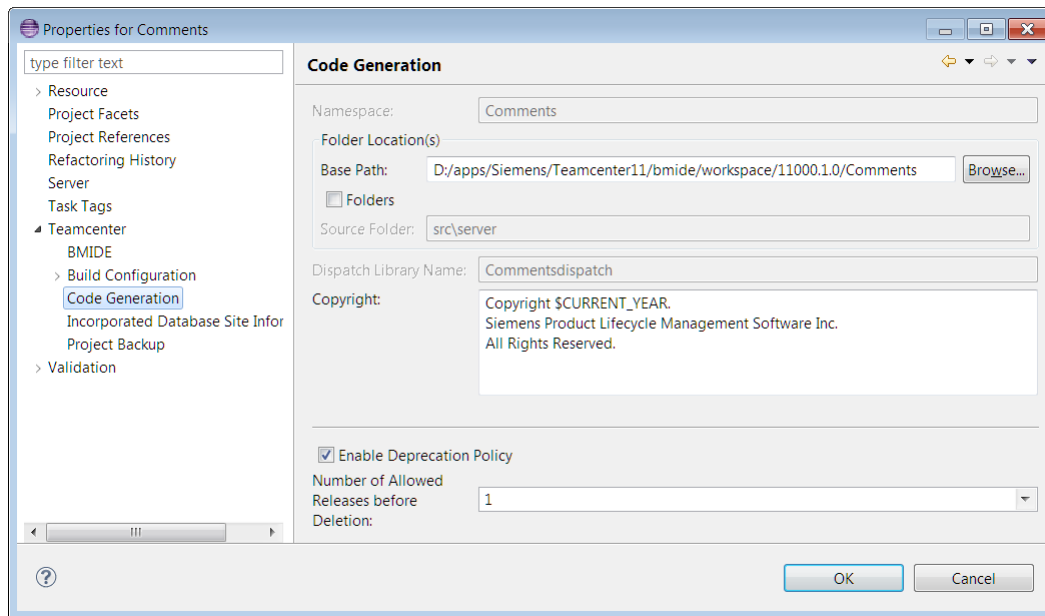 Properties for Comments
type filter text
Resource
Project Facets
Project References
Refactoring History
Server
Task Tags
Teamcenter
BMIDE
Build Configuration
Code Generation
Incorporated Database Site Infor
Project Backup
Validation
Code Generation
Namespace: Comments
Folder Location(s)
Base Path: D:/apps/Siemens/Teamcenter11/bmide/workspace/11000.1.0/Comments Browse...
Folders
Source Folder: src\server
Dispatch Library Name: Commentsdispatch
Copyright: Copyright $CURRENT_YEAR.
Siemens Product Lifecycle Management Software Inc.
All Rights Reserved.
Enable Deprecation Policy
Number of Allowed
Releases before 1
Deletion:
? OK Cancel